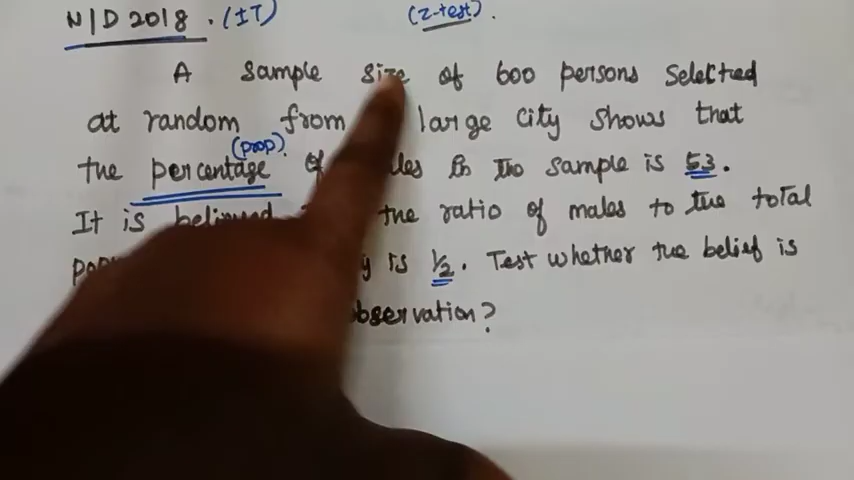 N|D 2018 . (IT) (Z-test).
A sample size of 600 persons selected
at random from large city shows that
(prop).
the percentage of in the sample is 53.
It is the ratio of males to the total
is 1/2. Test whether the belief is
observation?